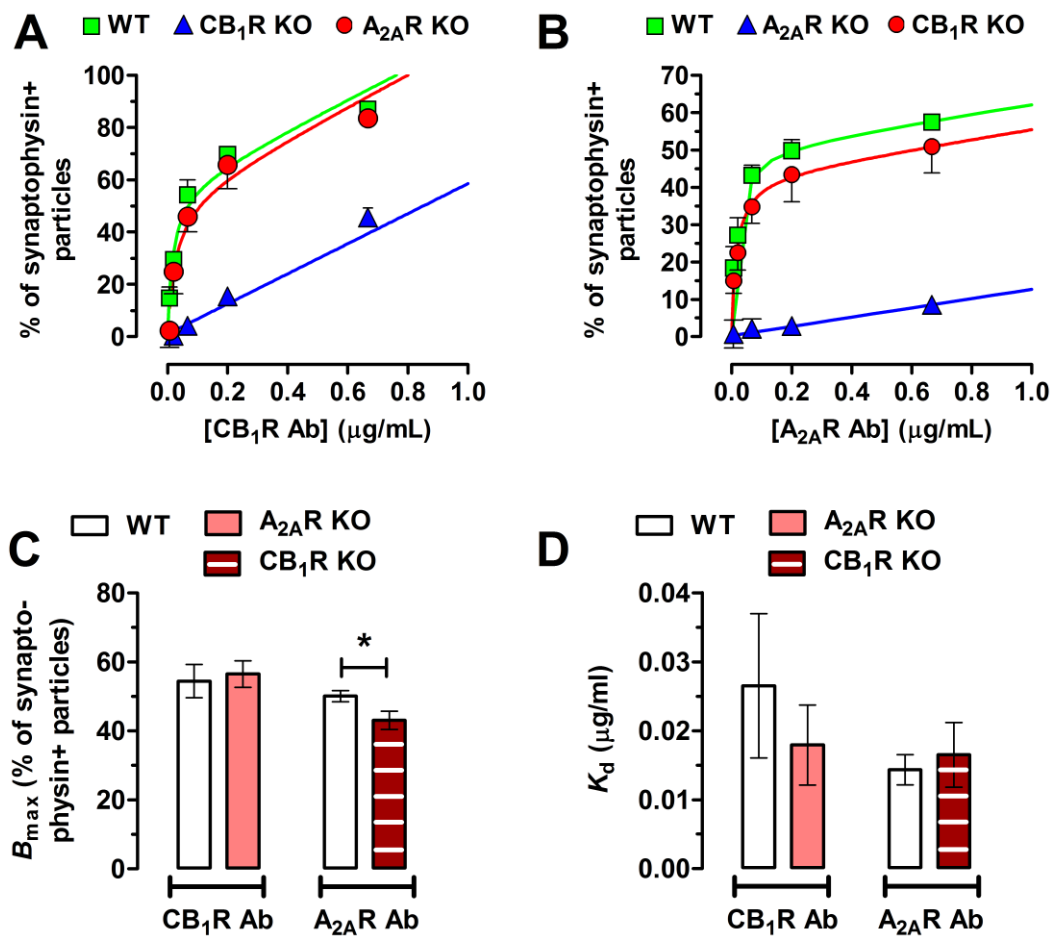 A
WT CB₁R KO A₂AR KO
% of synaptophysin+
particles
100
80
60
40
20
0
0.0 0.2 0.4 0.6 0.8 1.0
[CB₁R Ab] (μg/mL)
B
WT A₂AR KO CB₁R KO
% of synaptophysin+
particles
70
60
50
40
30
20
10
0
0.0 0.2 0.4 0.6 0.8 1.0
[A₂AR Ab] (μg/mL)
C
WT A₂AR KO
CB₁R KO
Bmax (% of synapto-
physin+ particles)
80
60
40
20
0
*
CB₁R Ab A₂AR Ab
D
WT A₂AR KO
CB₁R KO
Kd (μg/ml)
0.04
0.03
0.02
0.01
0.00
CB₁R Ab A₂AR Ab